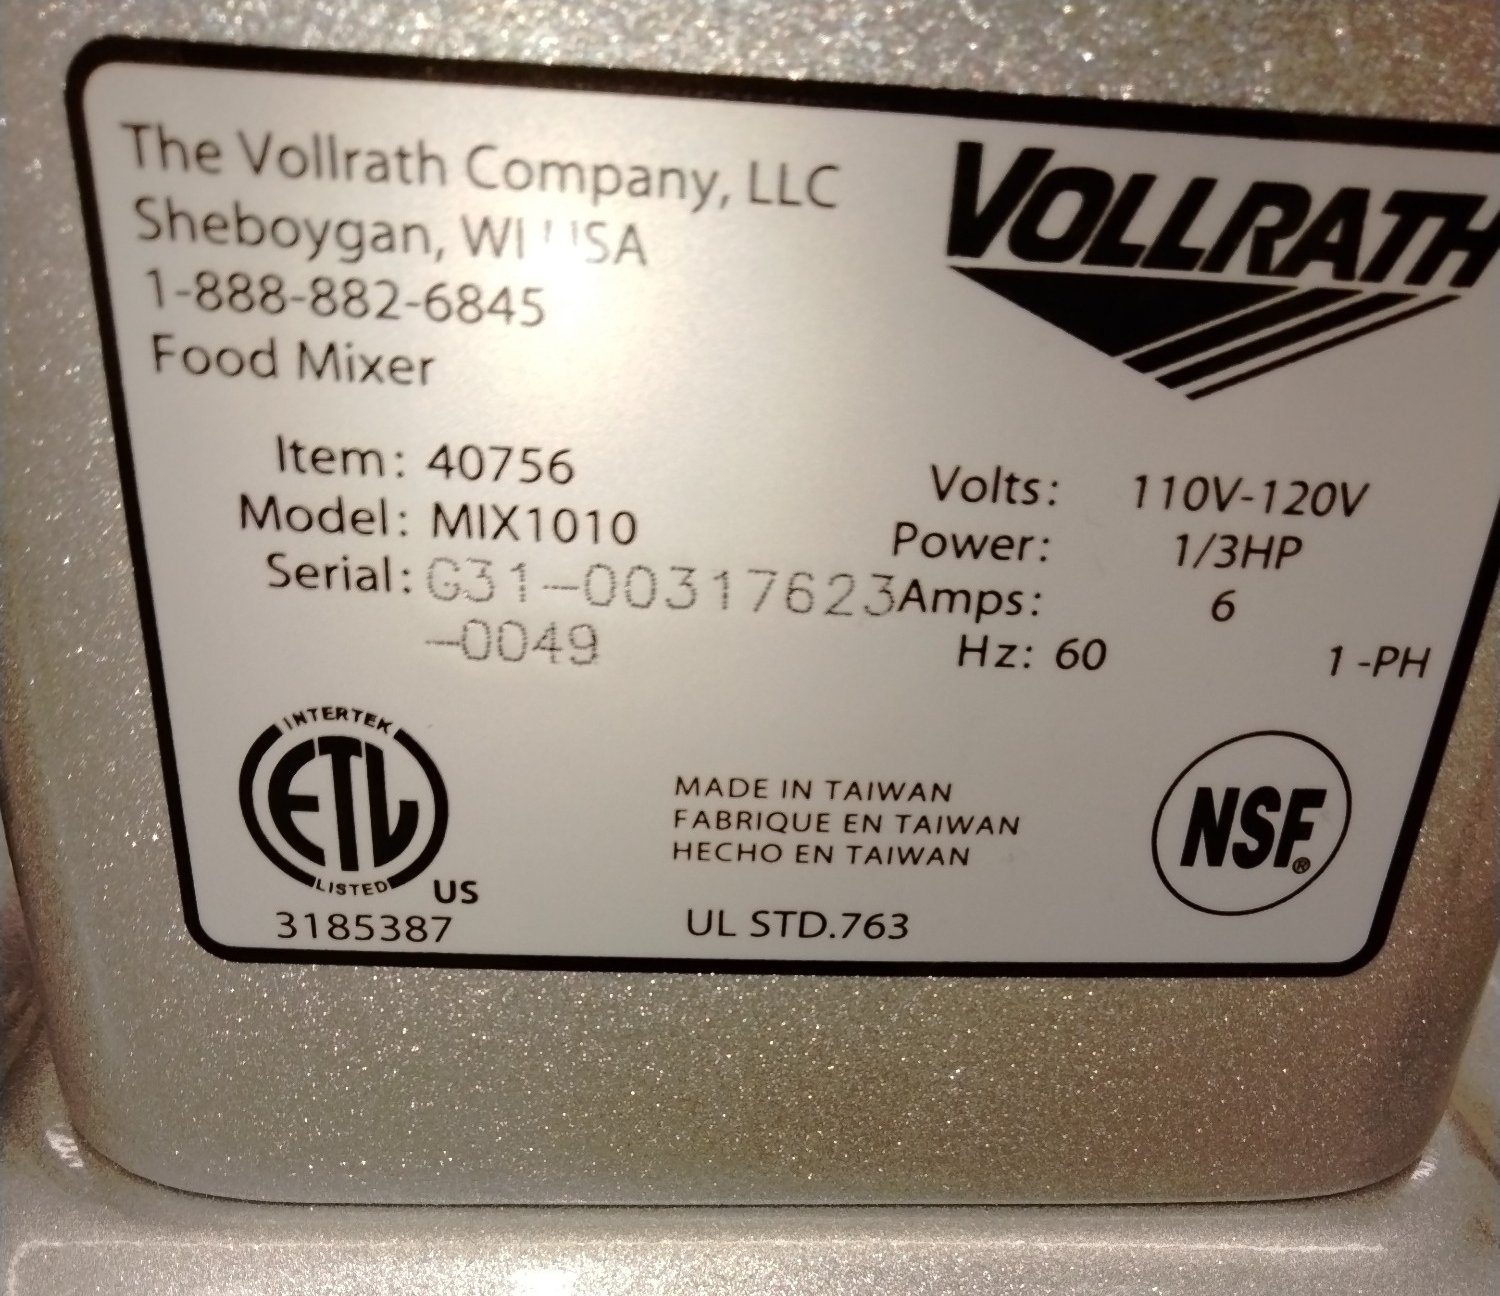 The Vollrath Company, LLC
Sheboygan, WI USA
1-888-882-6845
Food Mixer
VOLLRATH
Item: 40756
Model: MIX1010
Serial: G31-00317623
-0049
Volts: 110V-120V
Power: 1/3HP
Amps: 6
Hz: 60 1-PH
INTERTEK
ETL
LISTED
US
3185387
MADE IN TAIWAN
FABRIQUE EN TAIWAN
HECHO EN TAIWAN
UL STD.763
NSF®